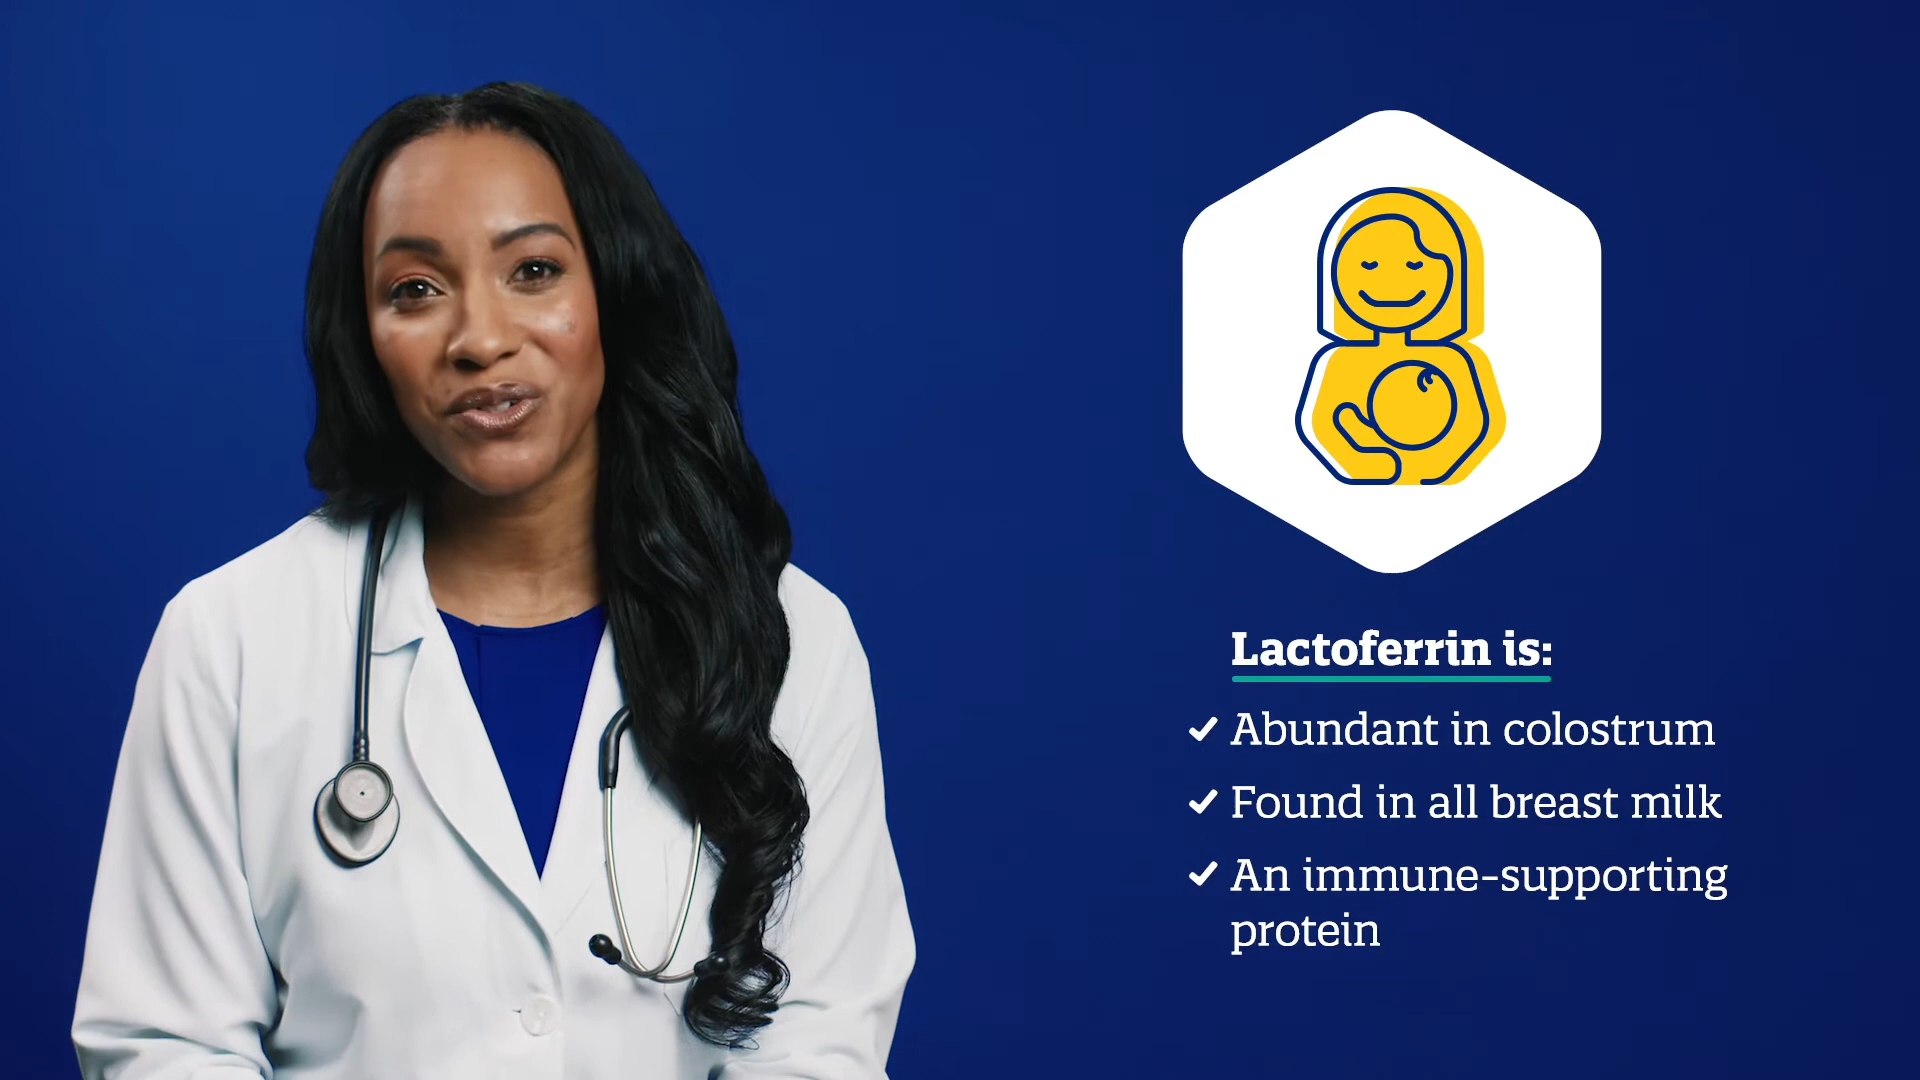 Lactoferrin is:
Abundant in colostrum
Found in all breast milk
An immune-supporting
protein